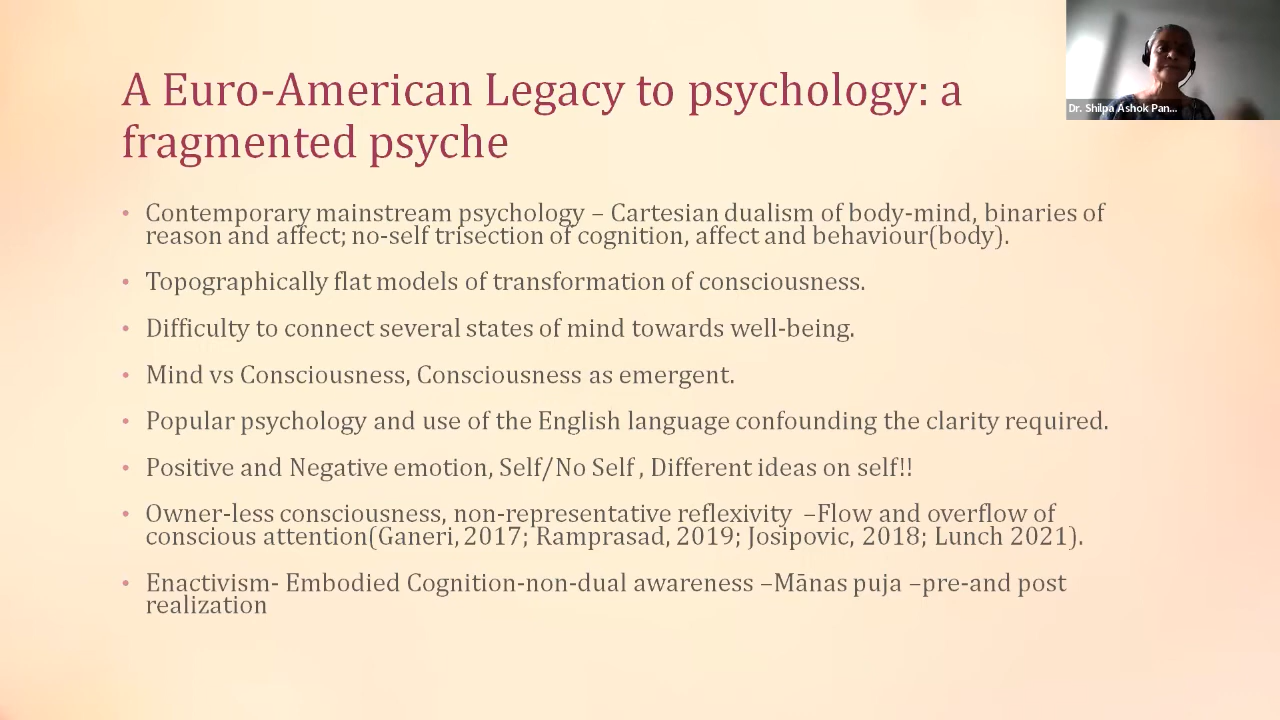 A Euro-American Legacy to psychology: a
fragmented psyche
Dr. Shilpa Ashok Pan...
• Contemporary mainstream psychology – Cartesian dualism of body-mind, binaries of
reason and affect; no-self trisection of cognition, affect and behaviour(body).
• Topographically flat models of transformation of consciousness.
• Difficulty to connect several states of mind towards well-being.
• Mind vs Consciousness, Consciousness as emergent.
• Popular psychology and use of the English language confounding the clarity required.
• Positive and Negative emotion, Self/No Self , Different ideas on self!!
• Owner-less consciousness, non-representative reflexivity –Flow and overflow of
conscious attention(Ganeri, 2017; Ramprasad, 2019; Josipovic, 2018; Lunch 2021).
• Enactivism- Embodied Cognition-non-dual awareness –Mānas puja –pre-and post
realization